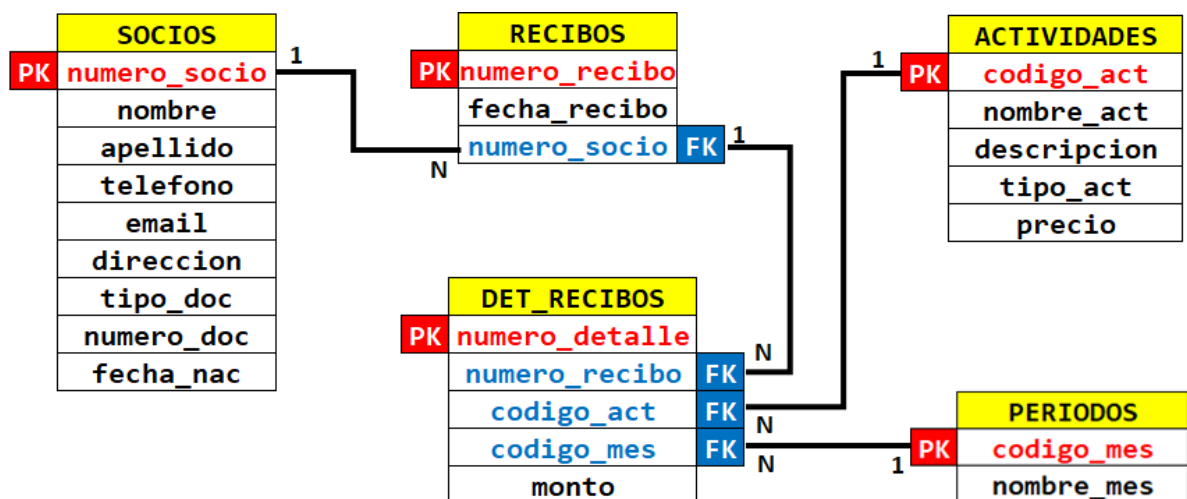 SOCIOS
PK numero_socio
nombre
apellido
telefono
email
direccion
tipo_doc
numero_doc
fecha_nac
1
N
RECIBOS
PK numero_recibo
fecha_recibo
numero_socio FK
1
N
ACTIVIDADES
PK codigo_act
nombre_act
descripcion
tipo_act
precio
1
N
DET_RECIBOS
PK numero_detalle
numero_recibo FK
codigo_act FK
codigo_mes FK
monto
N
1
PERIODOS
PK codigo_mes
nombre_mes